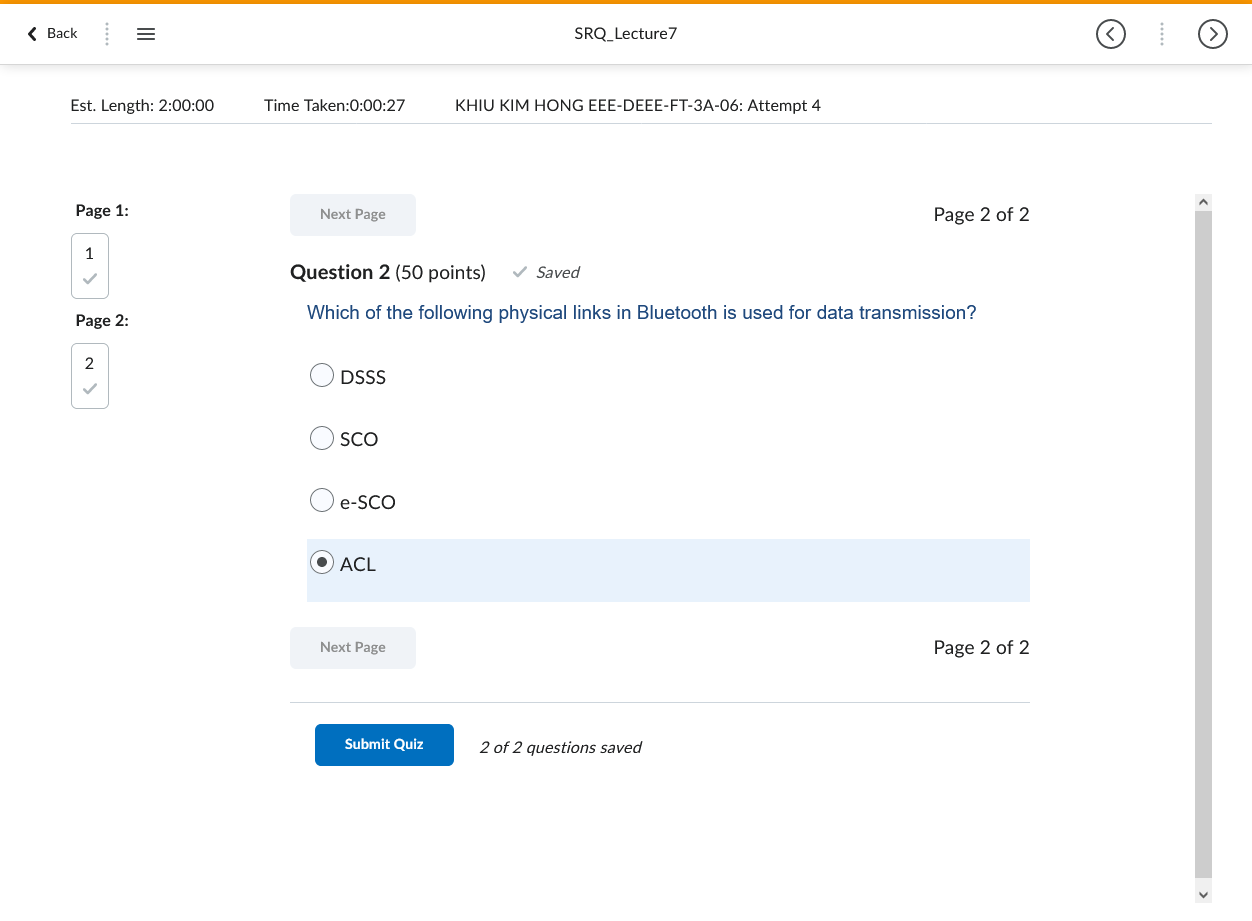 Back
SRQ_Lecture7
Est. Length: 2:00:00 Time Taken:0:00:27 KHIU KIM HONG EEE-DEEE-FT-3A-06: Attempt 4
Page 1:
1
Page 2:
2
Next Page
Page 2 of 2
Question 2 (50 points) Saved
Which of the following physical links in Bluetooth is used for data transmission?
DSSS
SCO
e-SCO
ACL
Next Page
Page 2 of 2
Submit Quiz
2 of 2 questions saved